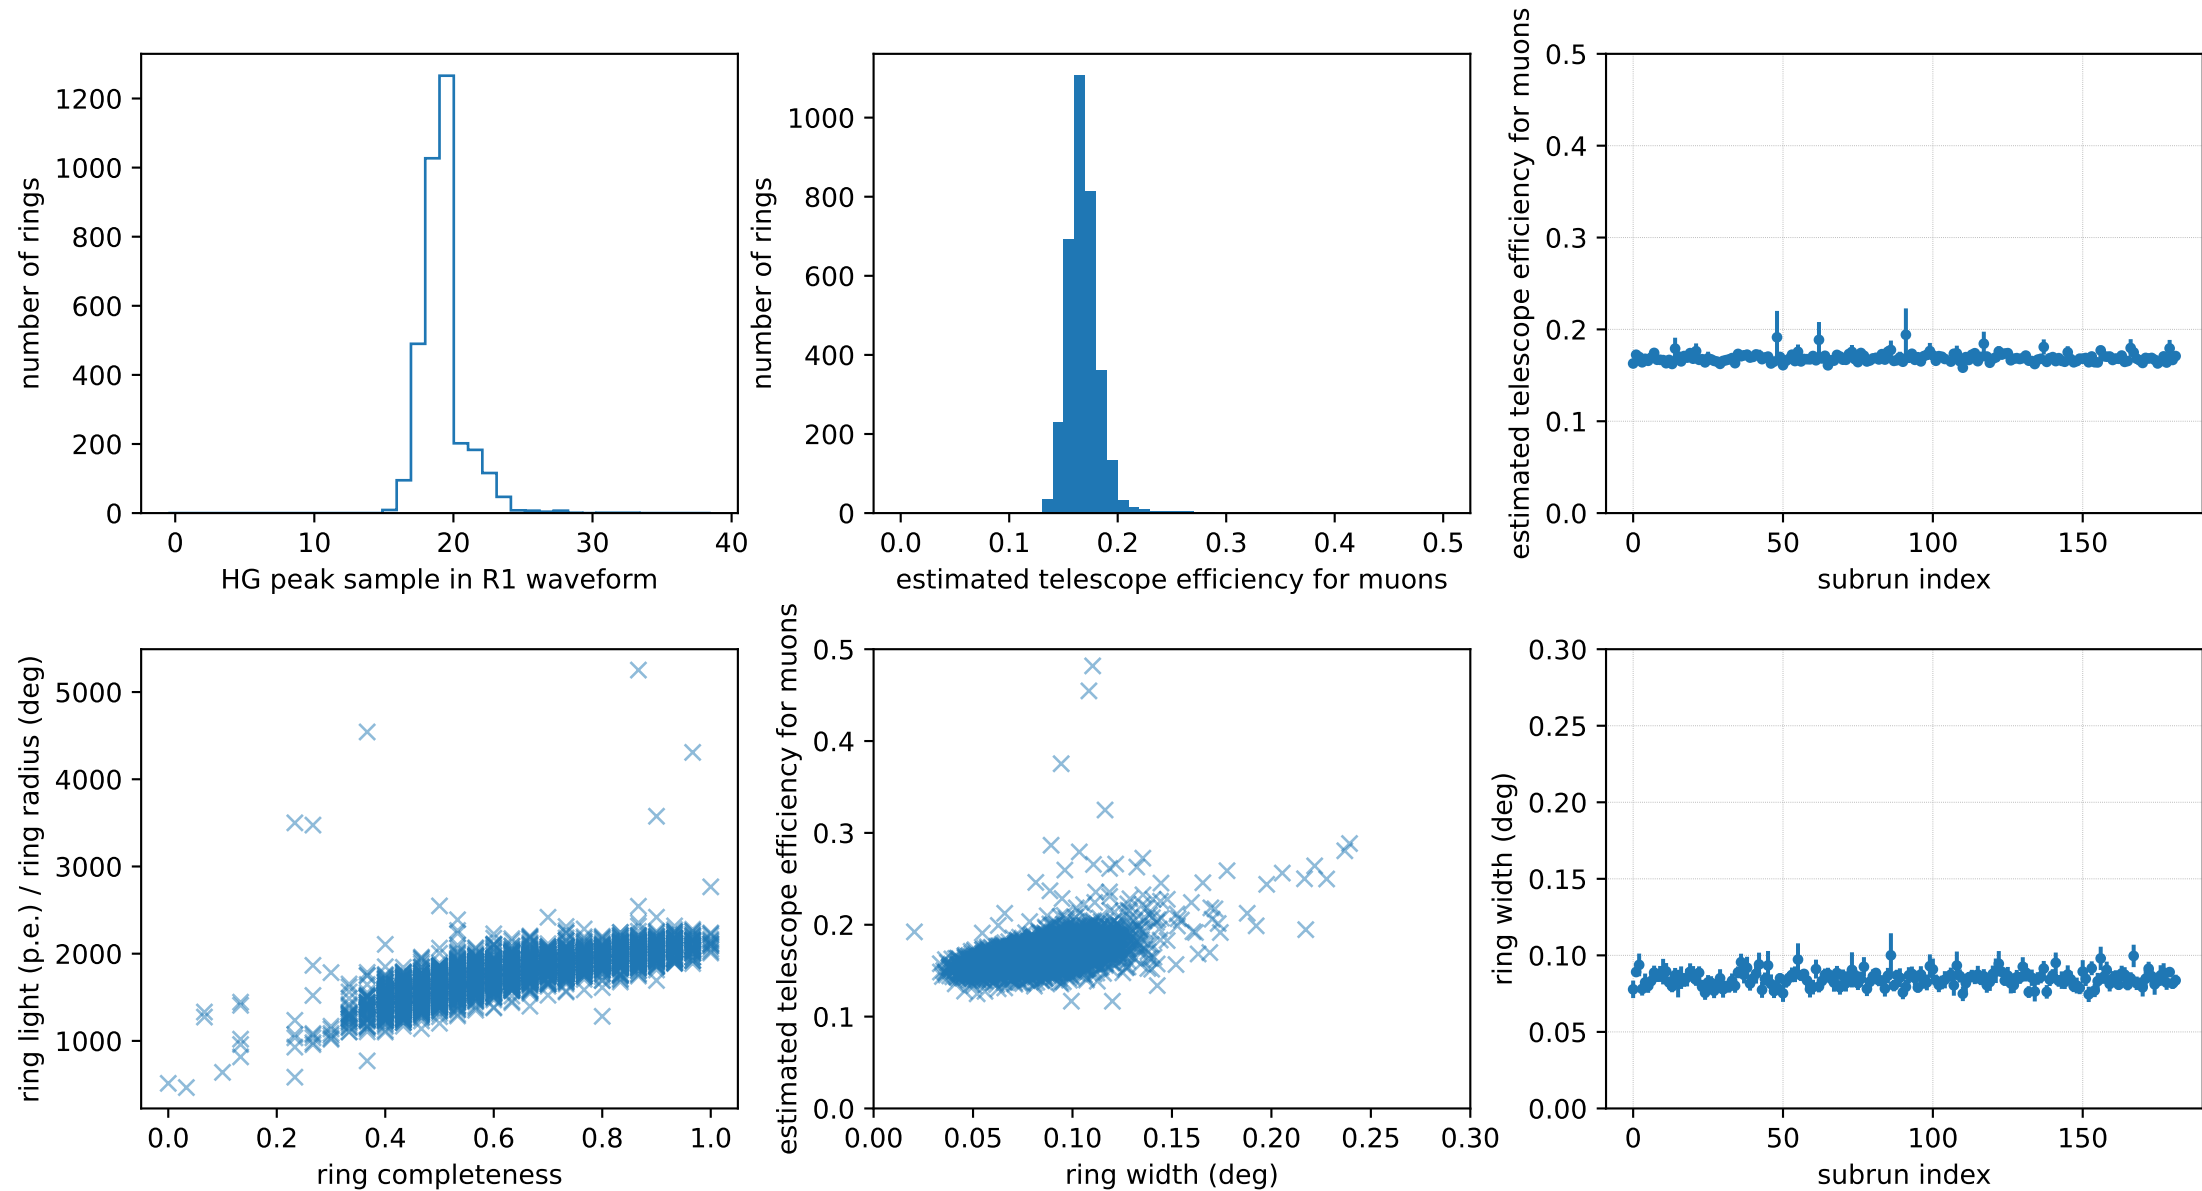 number of rings
1200
1000
800
600
400
200
0
0 10 20 30 40
HG peak sample in R1 waveform
number of rings
1000
800
600
400
200
0
0.0 0.1 0.2 0.3 0.4 0.5
estimated telescope efficiency for muons
estimated telescope efficiency for muons
0.5
0.4
0.3
0.2
0.1
0.0
0 50 100 150
subrun index
ring light (p.e.) / ring radius (deg)
5000
4000
3000
2000
1000
0.0 0.2 0.4 0.6 0.8 1.0
ring completeness
estimated telescope efficiency for muons
0.5
0.4
0.3
0.2
0.1
0.0
0.00 0.05 0.10 0.15 0.20 0.25 0.30
ring width (deg)
ring width (deg)
0.30
0.25
0.20
0.15
0.10
0.05
0.00
0 50 100 150
subrun index